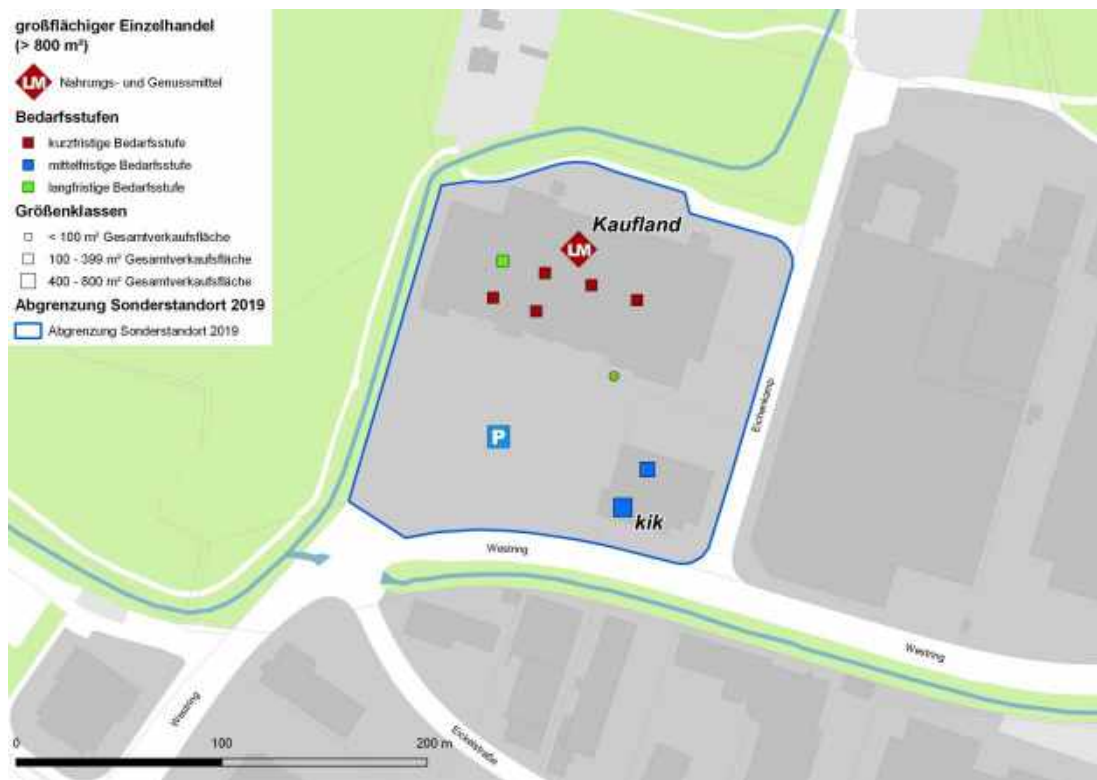 großflächiger Einzelhandel
(> 800 m²)
LM Nahrungs- und Genussmittel
Bedarfsstufen
kurzfristige Bedarfsstufe
mittelfristige Bedarfsstufe
langfristige Bedarfsstufe
Größenklassen
< 100 m² Gesamtverkaufsfläche
100 - 399 m² Gesamtverkaufsfläche
400 - 800 m² Gesamtverkaufsfläche
Abgrenzung Sonderstandort 2019
Abgrenzung Sonderstandort 2019
Kaufland
LM
Eichenkamp
P
kik
Westring
Westring
Westring
Eickelstraße
0 100 200 m